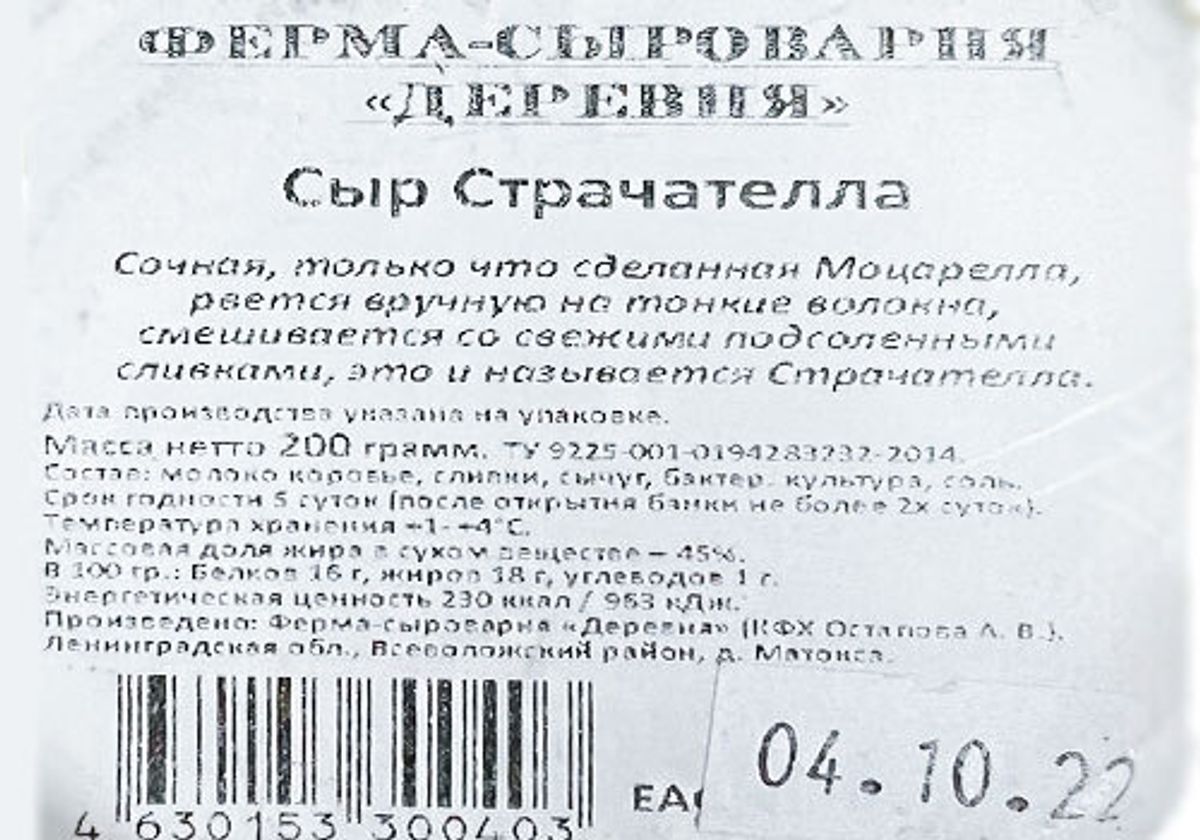 ФЕРМА-СЫРОВАРНЯ
«ДЕРЕВНЯ»
Сыр Страчателла
Сочная, только что сделанная Моцарелла,
рвется вручную на тонкие волокна,
смешивается со свежими подсоленными
сливками, это и называется Страчателла.
Дата производства указана на упаковке.
Масса нетто 200 грамм. ТУ 9225-001-0194283232-2014.
Состав: молоко коровье, сливки, сычуг, бактер. культура, соль.
Срок годности 5 суток (после открытия банки не более 2х суток).
Температура хранения +1- +4°С.
Массовая доля жира в сухом веществе – 45%.
В 100 гр.: Белков 16 г, жиров 18 г, углеводов 1 г.
Энергетическая ценность 230 ккал / 963 кДж.
Произведено: Ферма-сыроварня «Деревня» (КФХ Остапова А. В.).
Ленинградская обл., Всеволожский район, д. Матокса.
EAC
04.10.22
4 630153 300403